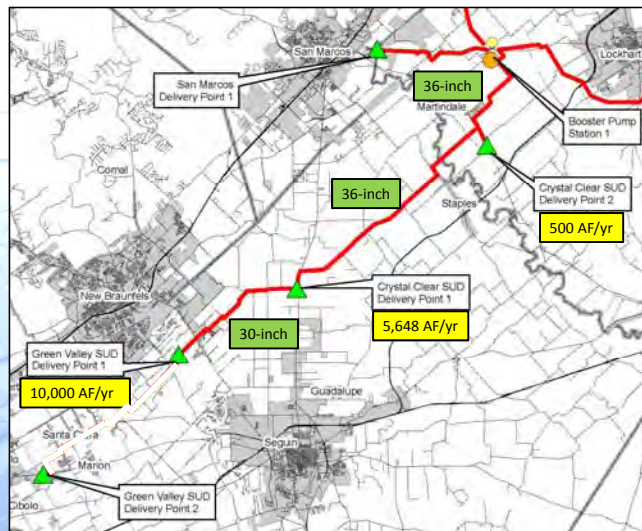 San Marcos
Lockhart
San Marcos
Delivery Point 1
36-inch
Martindale
Booster Pump
Station 1
Comal
36-inch
Crystal Clear SUD
Delivery Point 2
Staples
500 AF/yr
New Braunfels
Crystal Clear SUD
Delivery Point 1
30-inch
5,648 AF/yr
Green Valley SUD
Delivery Point 1
10,000 AF/yr
Guadalupe
Santa Clara
Seguin
Marion
Green Valley SUD
Delivery Point 2
Cibolo